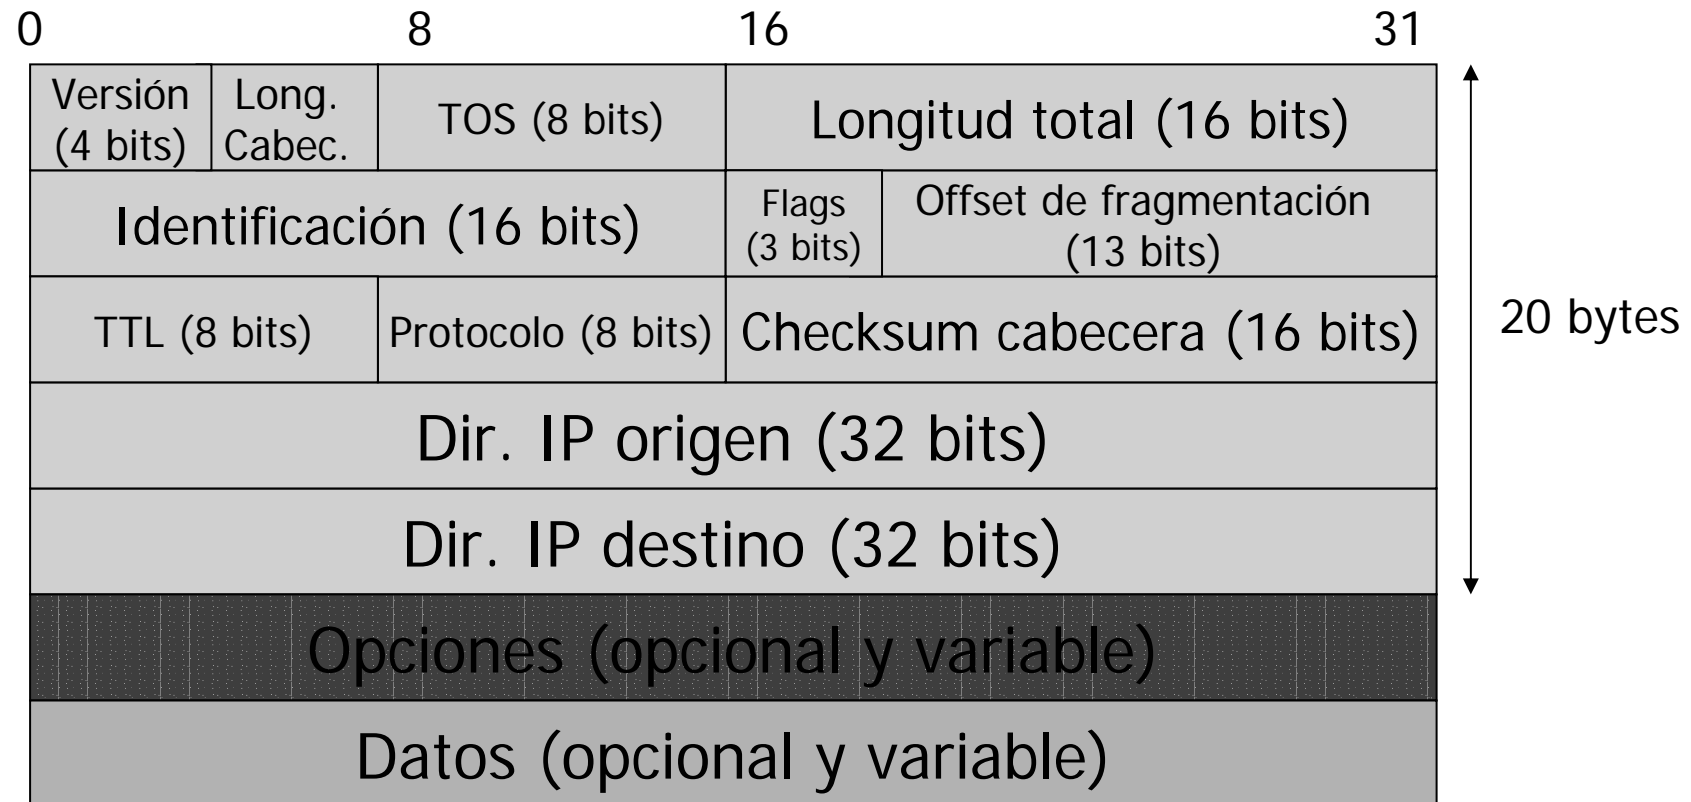 0 8 16 31
Versión
(4 bits)
Long.
Cabec.
TOS (8 bits)
Longitud total (16 bits)
Identificación (16 bits)
Flags
(3 bits)
Offset de fragmentación
(13 bits)
TTL (8 bits)
Protocolo (8 bits)
Checksum cabecera (16 bits)
20 bytes
Dir. IP origen (32 bits)
Dir. IP destino (32 bits)
Opciones (opcional y variable)
Datos (opcional y variable)